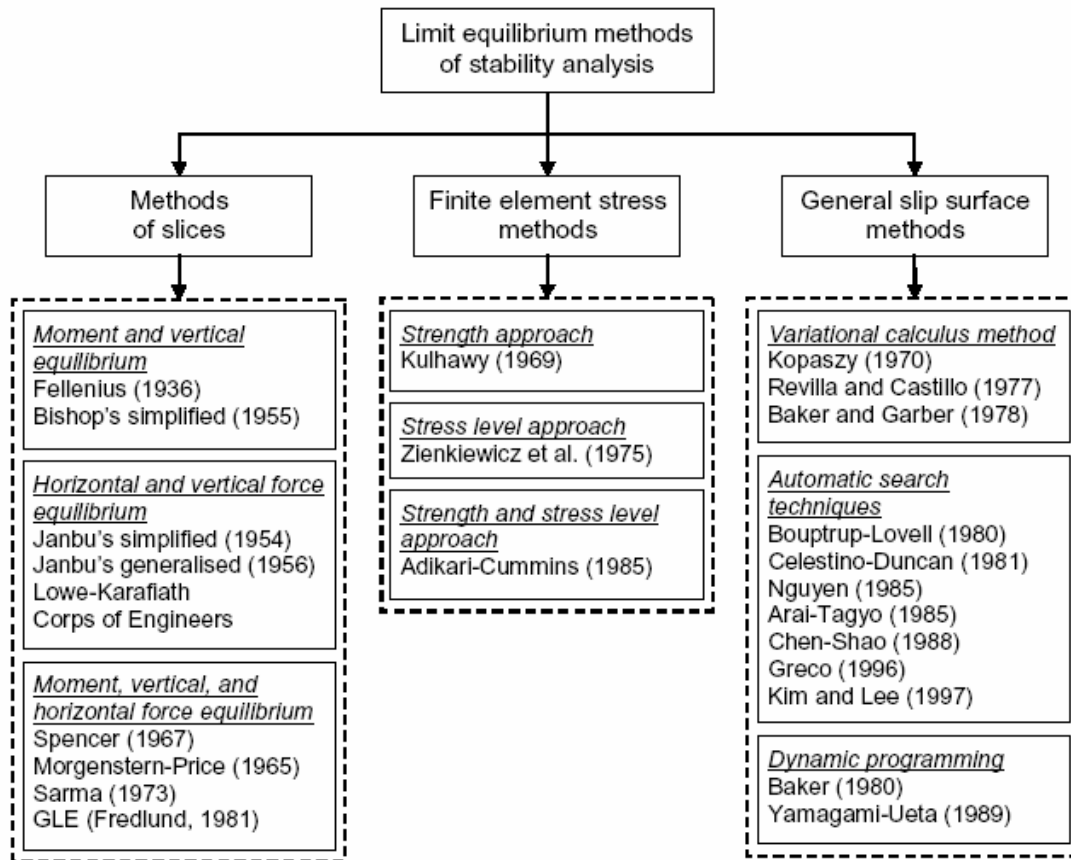 Limit equilibrium methods
of stability analysis
Methods
of slices
Finite element stress
methods
General slip surface
methods
Moment and vertical
equilibrium
Fellenius (1936)
Bishop's simplified (1955)
Horizontal and vertical force
equilibrium
Janbu's simplified (1954)
Janbu's generalised (1956)
Lowe-Karafiath
Corps of Engineers
Moment, vertical, and
horizontal force equilibrium
Spencer (1967)
Morgenstern-Price (1965)
Sarma (1973)
GLE (Fredlund, 1981)
Strength approach
Kulhawy (1969)
Stress level approach
Zienkiewicz et al. (1975)
Strength and stress level
approach
Adikari-Cummins (1985)
Variational calculus method
Kopaszy (1970)
Revilla and Castillo (1977)
Baker and Garber (1978)
Automatic search
techniques
Bouptrup-Lovell (1980)
Celestino-Duncan (1981)
Nguyen (1985)
Arai-Tagyo (1985)
Chen-Shao (1988)
Greco (1996)
Kim and Lee (1997)
Dynamic programming
Baker (1980)
Yamagami-Ueta (1989)